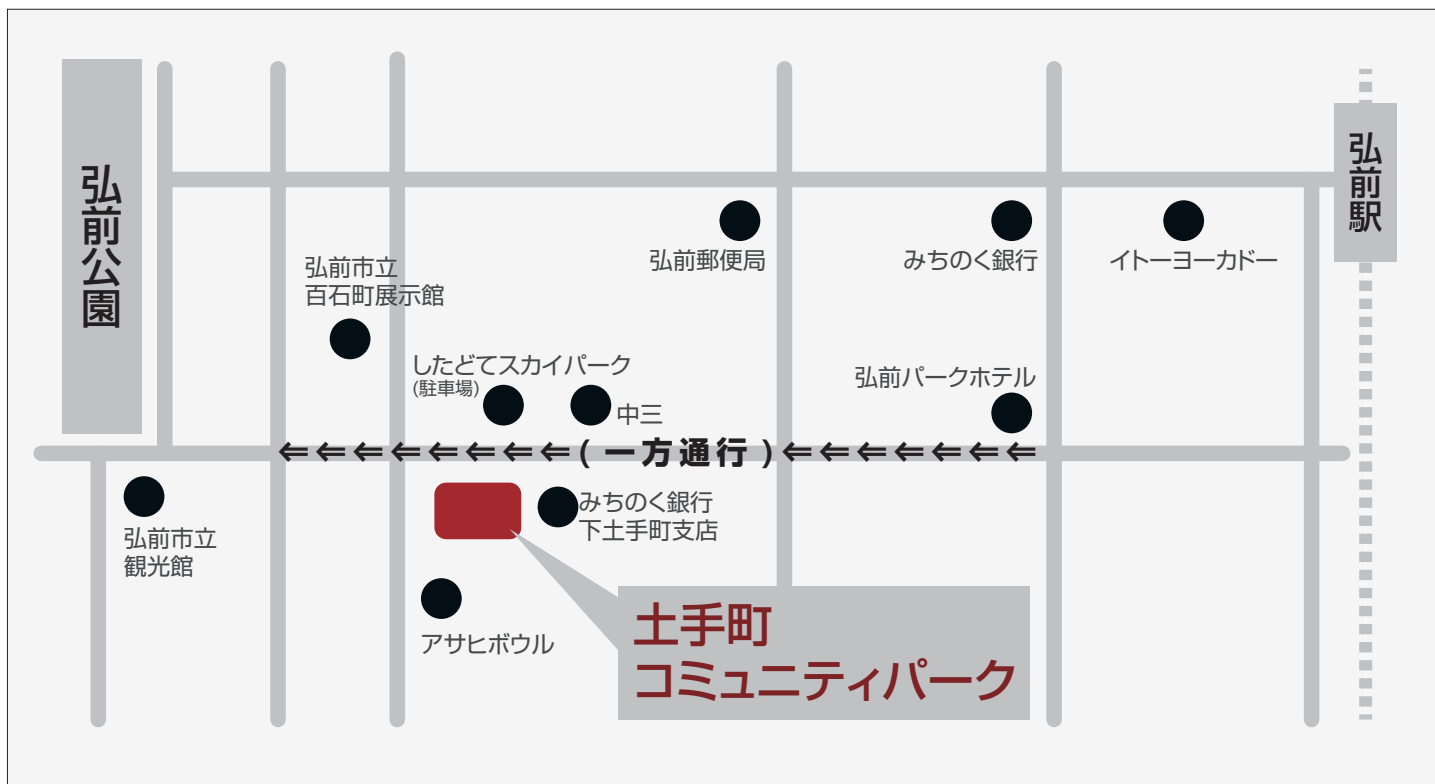 弘前公園
弘前駅
弘前郵便局
みちのく銀行
イトーヨーカドー
弘前市立
百石町展示館
したどてスカイパーク
(駐車場)
中三
弘前パークホテル
⇐⇐⇐⇐⇐⇐⇐⇐(一方通行)⇐⇐⇐⇐⇐⇐⇐
弘前市立
観光館
みちのく銀行
下土手町支店
アサヒボウル
土手町
コミュニティパーク